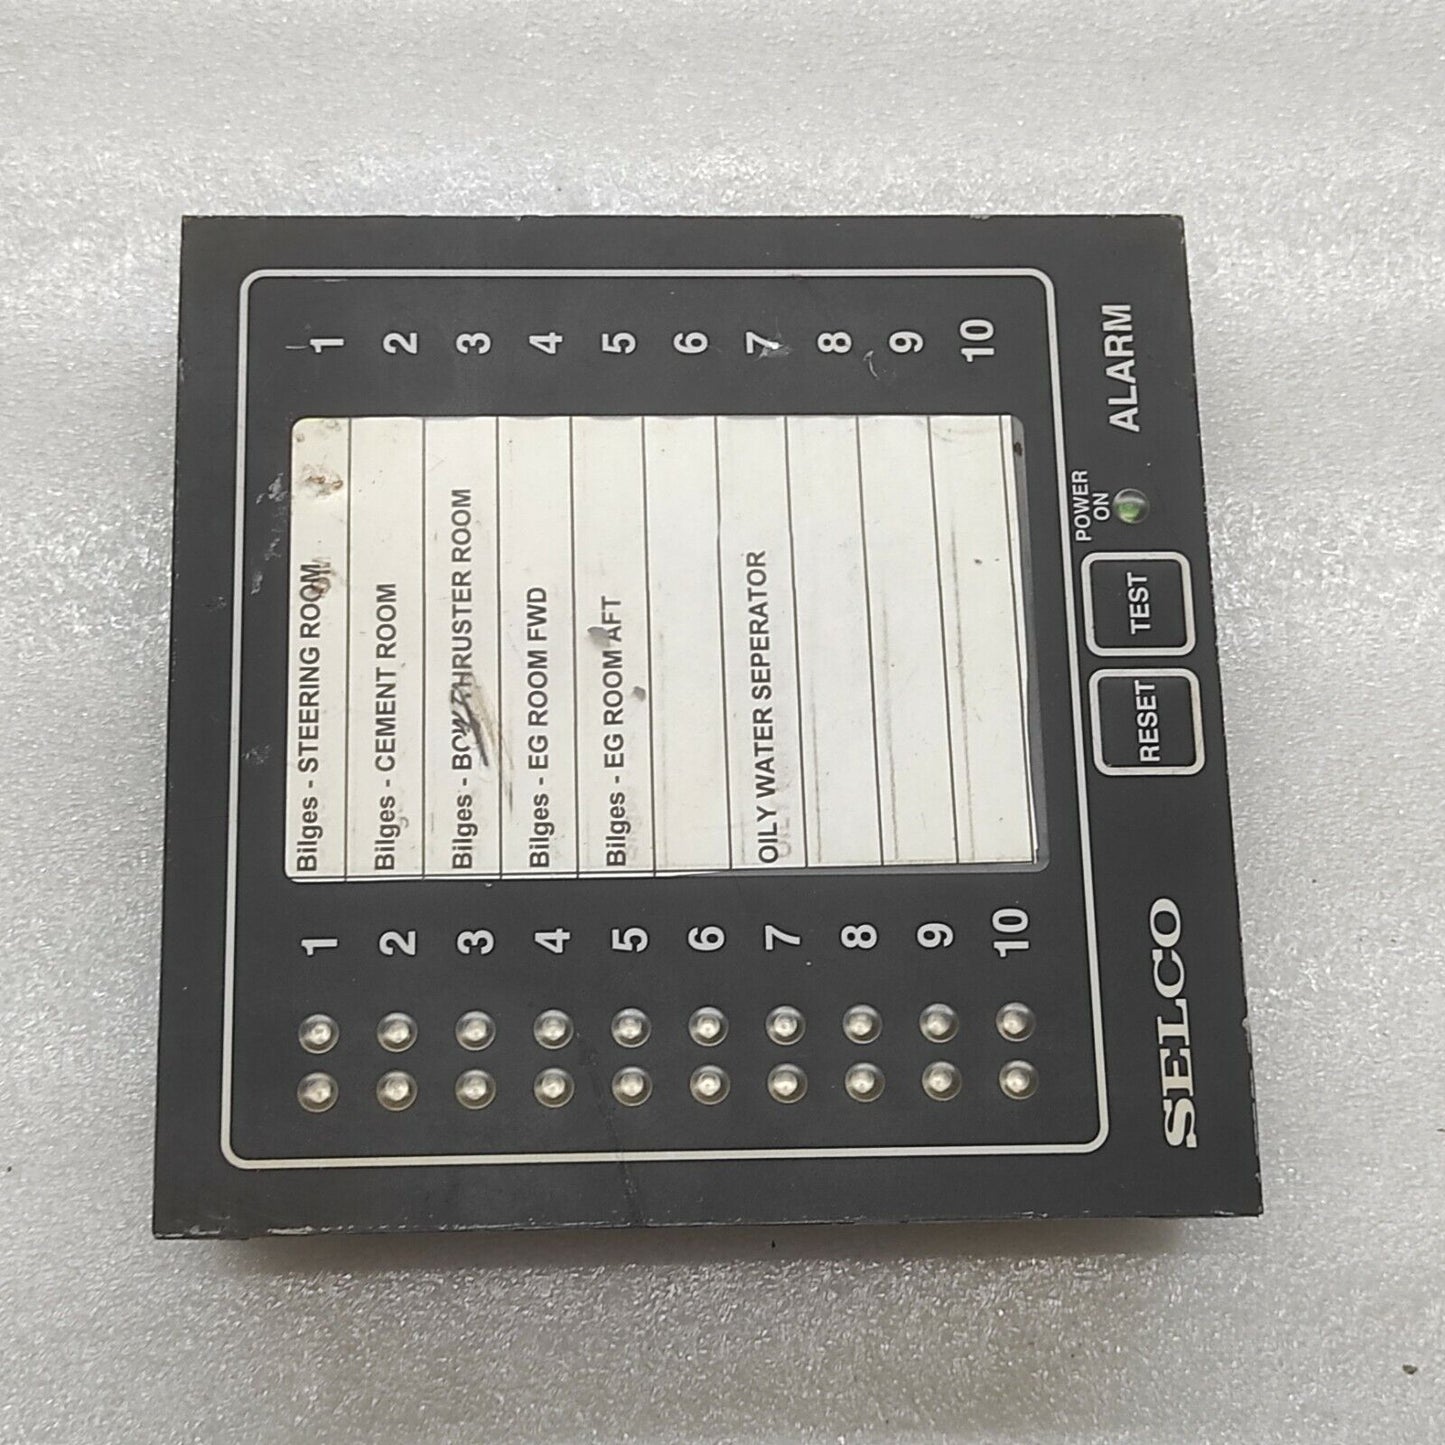 1 Bilges - STEERING ROOM 1
2 Bilges - CEMENT ROOM 2
3 Bilges - BOW THRUSTER ROOM 3
4 Bilges - EG ROOM FWD 4
5 Bilges - EG ROOM AFT 5
6 6
7 OILY WATER SEPERATOR 7
8 8
9 9
10 10
POWER
ON
SELCO RESET TEST ALARM